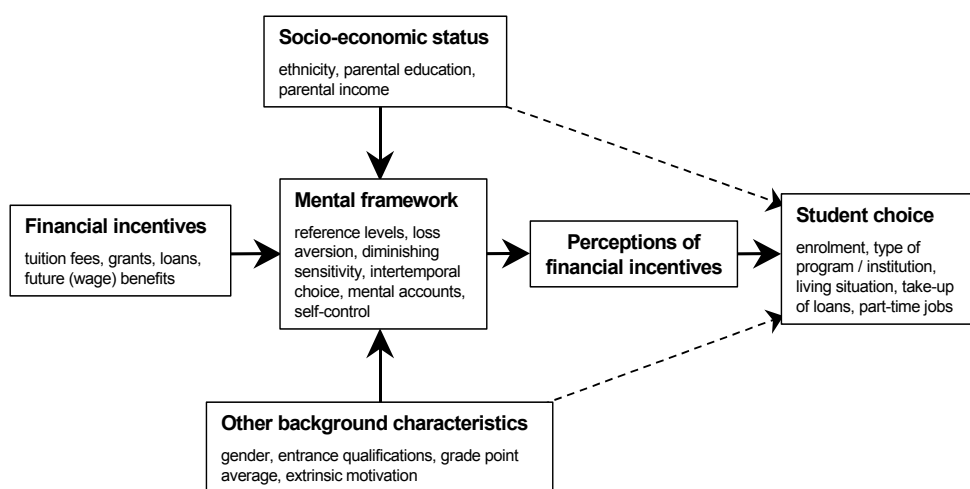 Socio-economic status
ethnicity, parental education,
parental income
Financial incentives
tuition fees, grants, loans,
future (wage) benefits
Mental framework
reference levels, loss
aversion, diminishing
sensitivity, intertemporal
choice, mental accounts,
self-control
Perceptions of
financial incentives
Student choice
enrolment, type of
program / institution,
living situation, take-up
of loans, part-time jobs
Other background characteristics
gender, entrance qualifications, grade point
average, extrinsic motivation